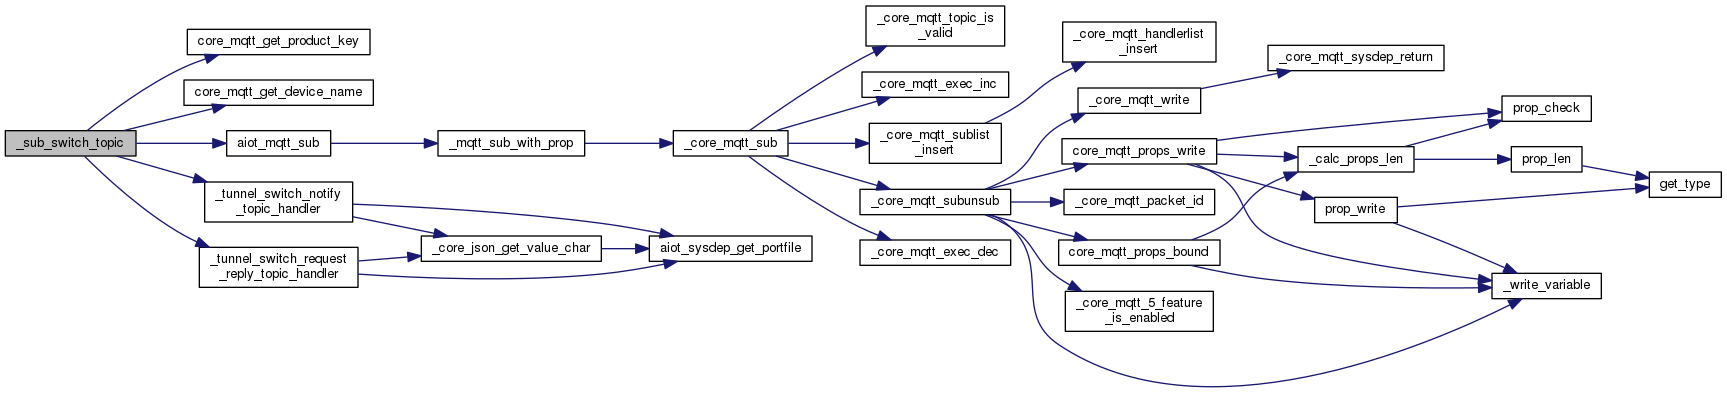 _sub_switch_topic
core_mqtt_get_product_key
core_mqtt_get_device_name
aiot_mqtt_sub
_tunnel_switch_notify
_topic_handler
_tunnel_switch_request
_reply_topic_handler
_mqtt_sub_with_prop
_core_json_get_value_char
_core_mqtt_sub
aiot_sysdep_get_portfile
_core_mqtt_topic_is
_valid
_core_mqtt_exec_inc
_core_mqtt_sublist
_insert
_core_mqtt_subunsub
_core_mqtt_exec_dec
_core_mqtt_handlerlist
_insert
_core_mqtt_write
core_mqtt_props_write
_core_mqtt_packet_id
core_mqtt_props_bound
_core_mqtt_5_feature
_is_enabled
_core_mqtt_sysdep_return
_calc_props_len
prop_write
prop_check
prop_len
_write_variable
get_type